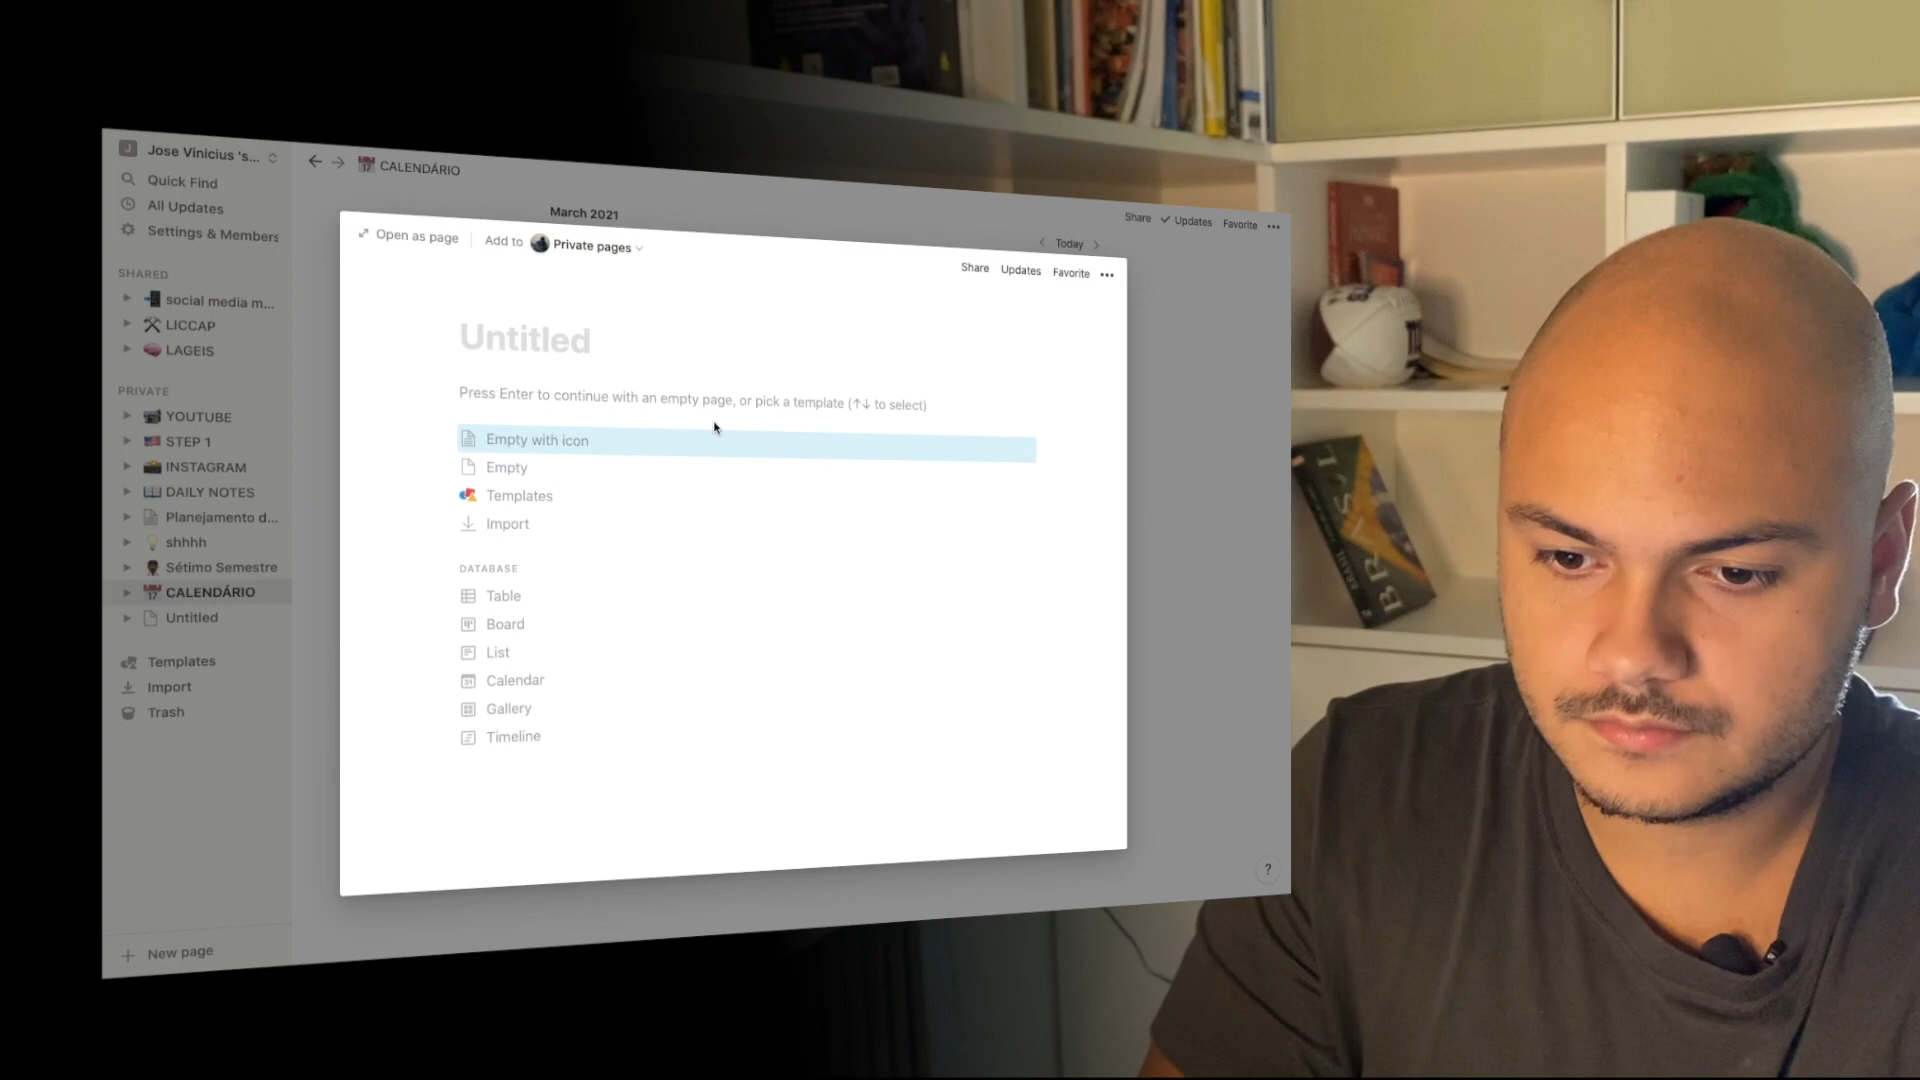 Jose Vinicius 's...
Quick Find
All Updates
Settings & Members
SHARED
social media m...
LICCAP
LAGEIS
PRIVATE
YOUTUBE
STEP 1
INSTAGRAM
DAILY NOTES
Planejamento d...
shhhh
Sétimo Semestre
CALENDÁRIO
Untitled
Templates
Import
Trash
New page
CALENDÁRIO
Share Updates Favorite
March 2021
Today
Open as page Add to Private pages
Share Updates Favorite
Untitled
Press Enter to continue with an empty page, or pick a template (↑↓ to select)
Empty with icon
Empty
Templates
Import
DATABASE
Table
Board
List
Calendar
Gallery
Timeline
?